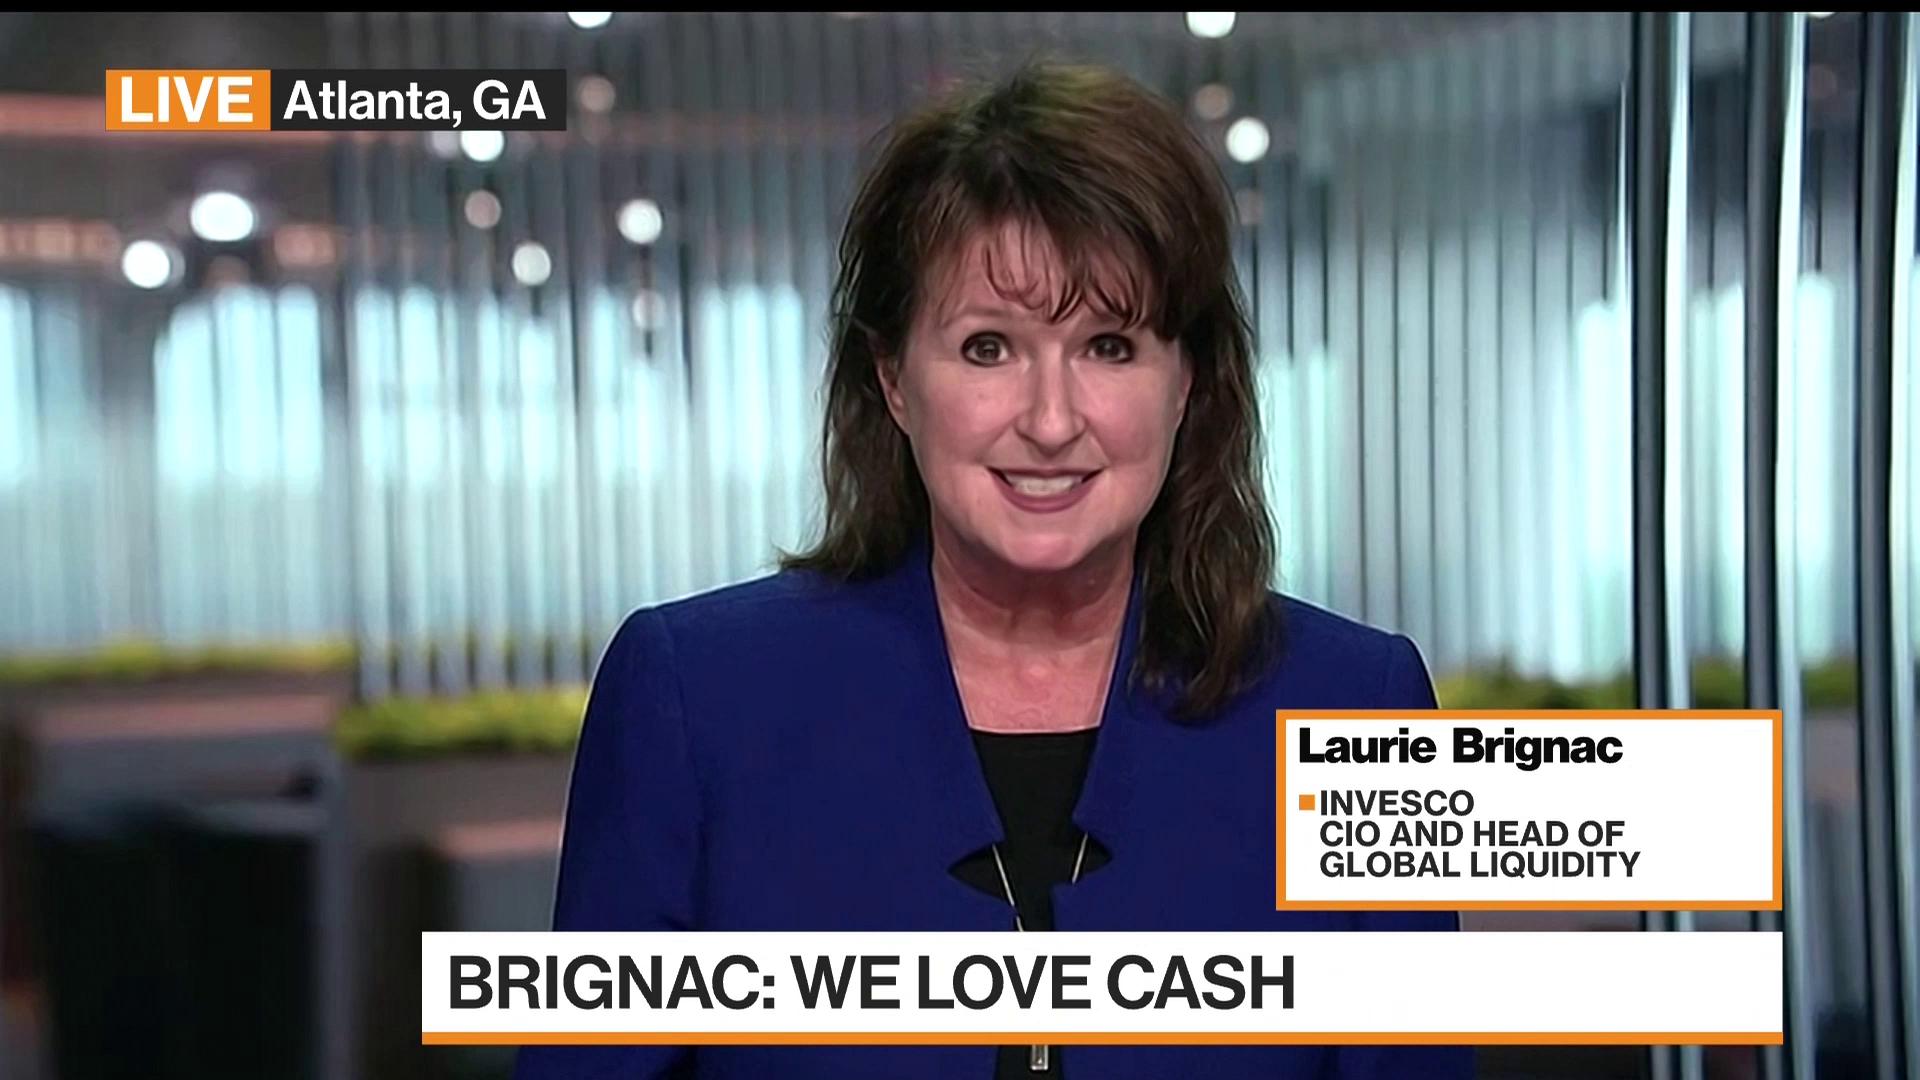 LIVE Atlanta, GA
Laurie Brignac
INVESCO
CIO AND HEAD OF
GLOBAL LIQUIDITY
BRIGNAC: WE LOVE CASH